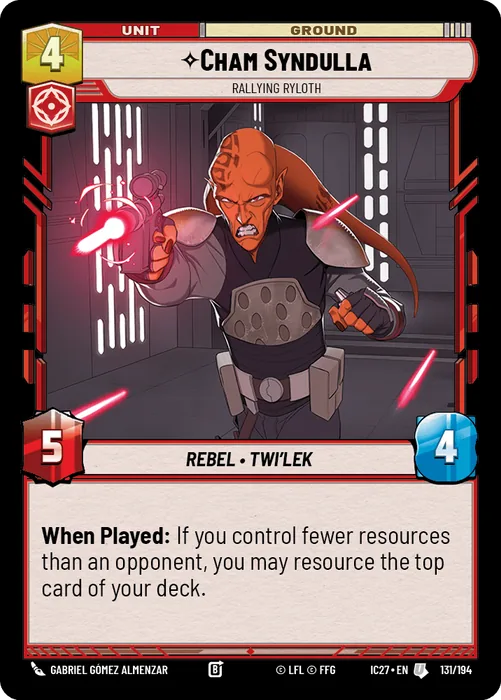 UNIT
GROUND
4
✧CHAM SYNDULLA
RALLYING RYLOTH
5
4
REBEL • TWI'LEK
When Played: If you control fewer resources
than an opponent, you may resource the top
card of your deck.
GABRIEL GÓMEZ ALMENZAR
B
© LFL © FFG
IC27 • EN
U
131/194